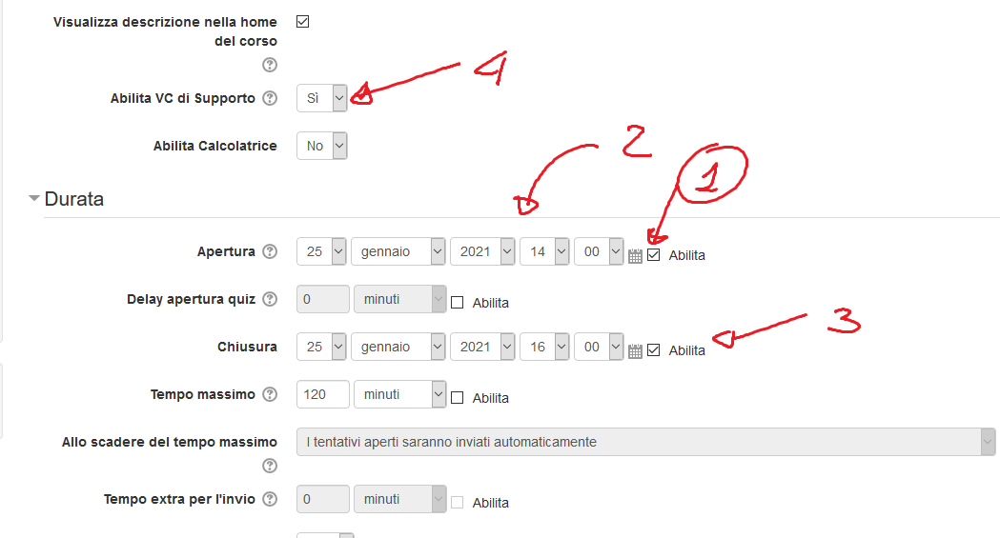 Visualizza descrizione nella home
del corso
4
Abilita VC di Supporto Sì
Abilita Calcolatrice No
2
1
Durata
Apertura 25 gennaio 2021 14 00 Abilita
Delay apertura quiz 0 minuti Abilita
3
Chiusura 25 gennaio 2021 16 00 Abilita
Tempo massimo 120 minuti Abilita
Allo scadere del tempo massimo I tentativi aperti saranno inviati automaticamente
Tempo extra per l'invio 0 minuti Abilita